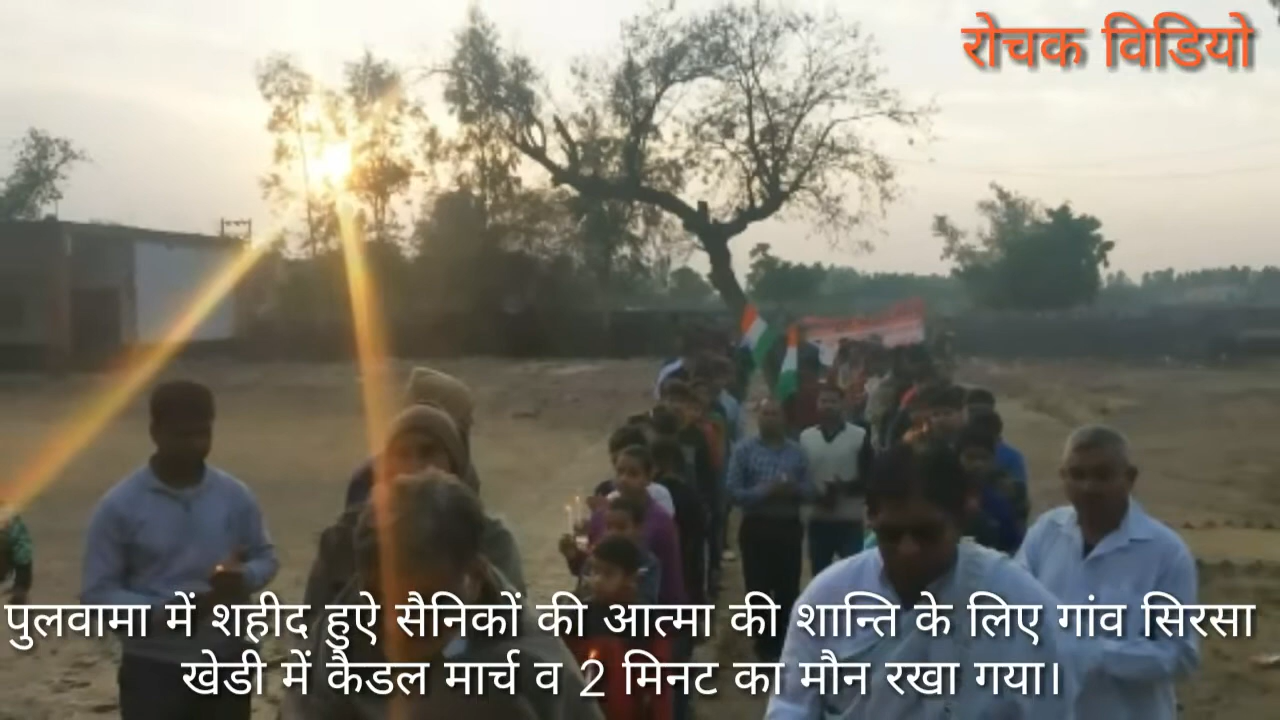 रोचक विडियो
पुलवामा में शहीद हुऐ सैनिकों की आत्मा की शान्ति के लिए गांव सिरसा
खेडी में कैडल मार्च व 2 मिनट का मौन रखा गया।